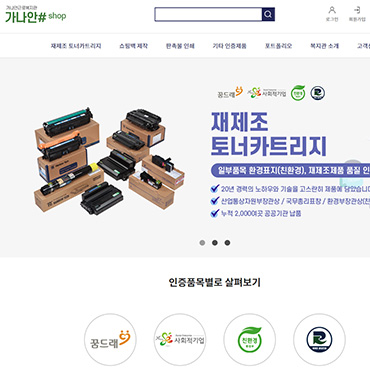 가나안근로복지관
가나안# shop
로그인
회원가입
재제조 토너카트리지
쇼핑백 제작
판촉물 인쇄
기타 인증제품
포트폴리오
복지관 소개
고객
꿈드래
사회적기업
재제조
토너카트리지
일부품목 환경표지(친환경), 재제조제품 품질 인
20년 경력의 노하우와 기술을 고스란히 제품에 담았습니다
산업통상자원부장관상 / 국무총리표창 / 환경부장관상(친
누적 2,000여곳 공공기관 납품
인증품목별로 살펴보기
꿈드래
사회적기업
친환경